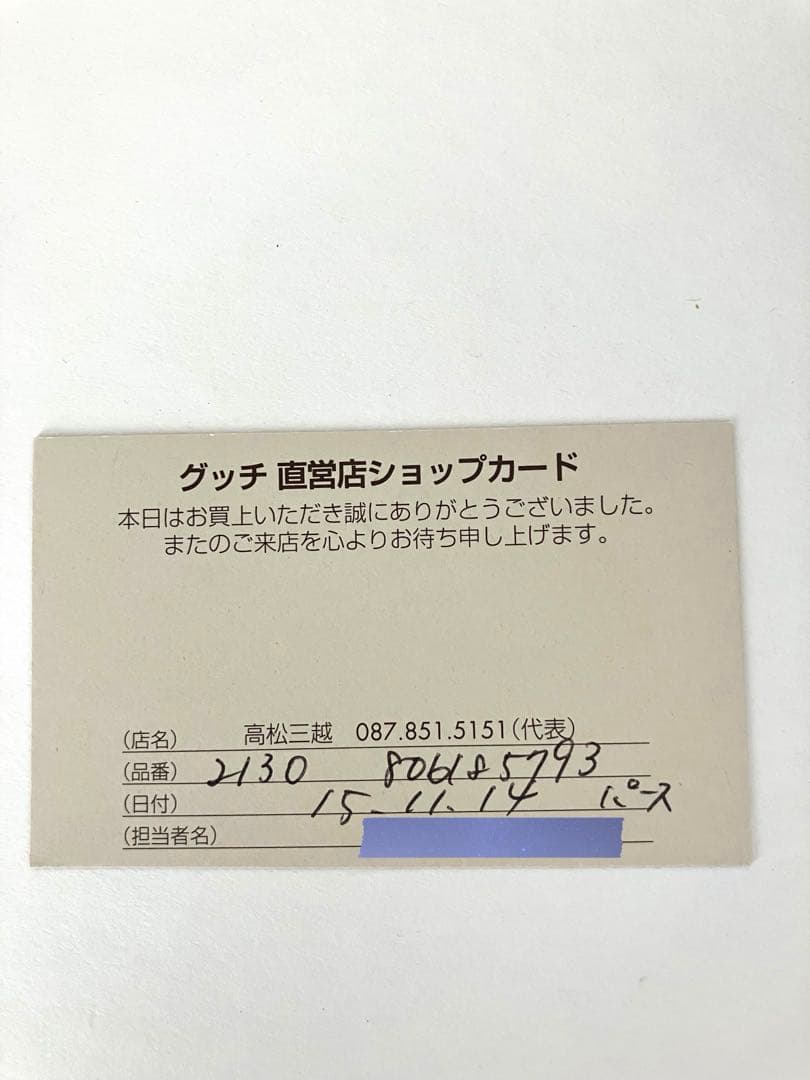 グッチ 直営店ショップカード
本日はお買上いただき誠にありがとうございました。
またのご来店を心よりお待ち申し上げます。
(店名) 高松三越 087.851.5151(代表)
(品番) 2130 806185793
(日付) 15.11.14 パース
(担当者名)